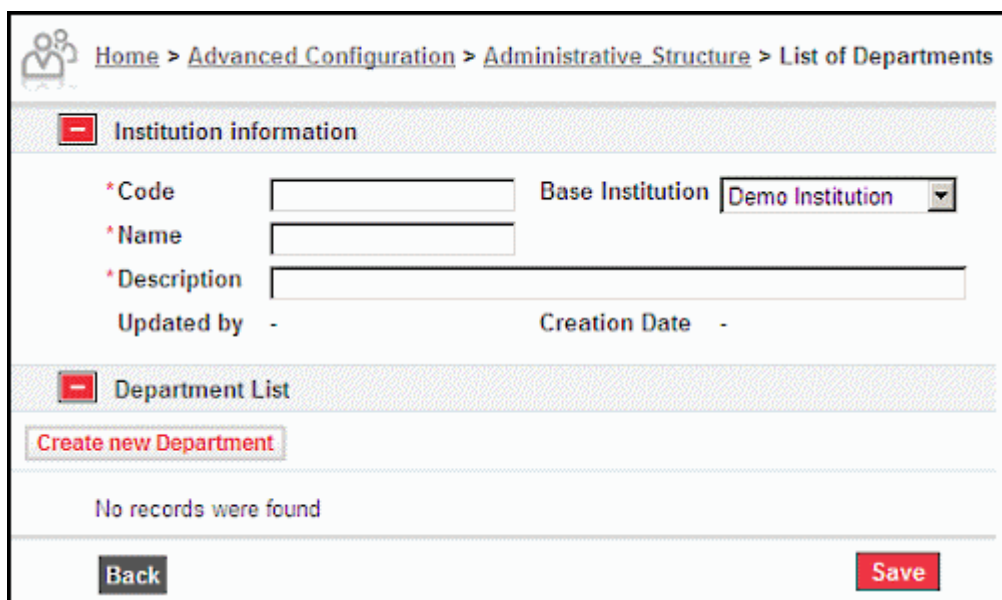 Home > Advanced Configuration > Administrative Structure > List of Departments
Institution information
*Code Base Institution Demo Institution
*Name
*Description
Updated by - Creation Date -
Department List
Create new Department
No records were found
Back Save